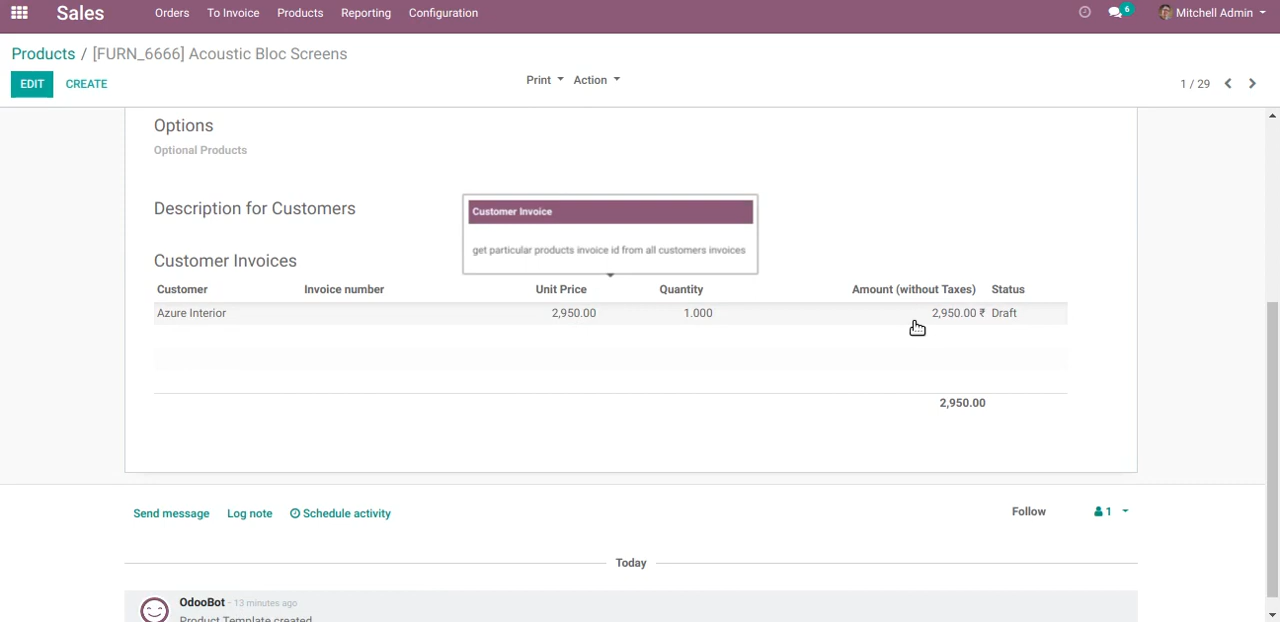 Sales Orders To Invoice Products Reporting Configuration 6 Mitchell Admin
Products / [FURN_6666] Acoustic Bloc Screens
EDIT CREATE Print Action 1 / 29
Options
Optional Products
Description for Customers
Customer Invoice
get particular products invoice id from all customers invoices
Customer Invoices
Customer Invoice number Unit Price Quantity Amount (without Taxes) Status
Azure Interior 2,950.00 1.000 2,950.00 ₹ Draft
2,950.00
Send message Log note Schedule activity Follow 1
Today
OdooBot - 13 minutes ago
Product Template created